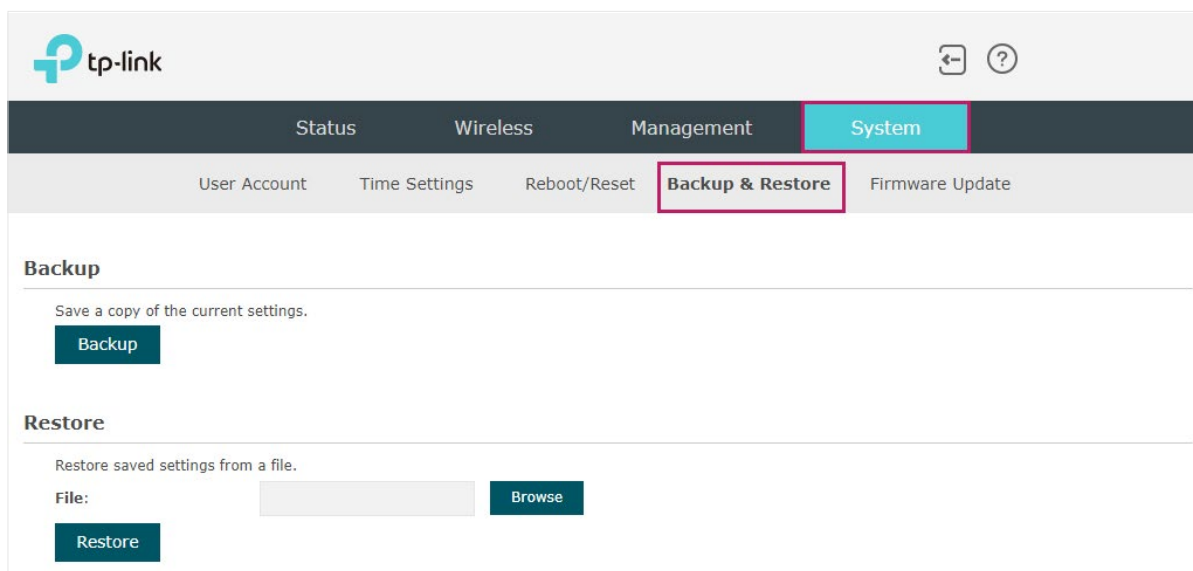 tp-link
Status Wireless Management System
User Account Time Settings Reboot/Reset Backup & Restore Firmware Update
Backup
Save a copy of the current settings.
Backup
Restore
Restore saved settings from a file.
File: Browse
Restore